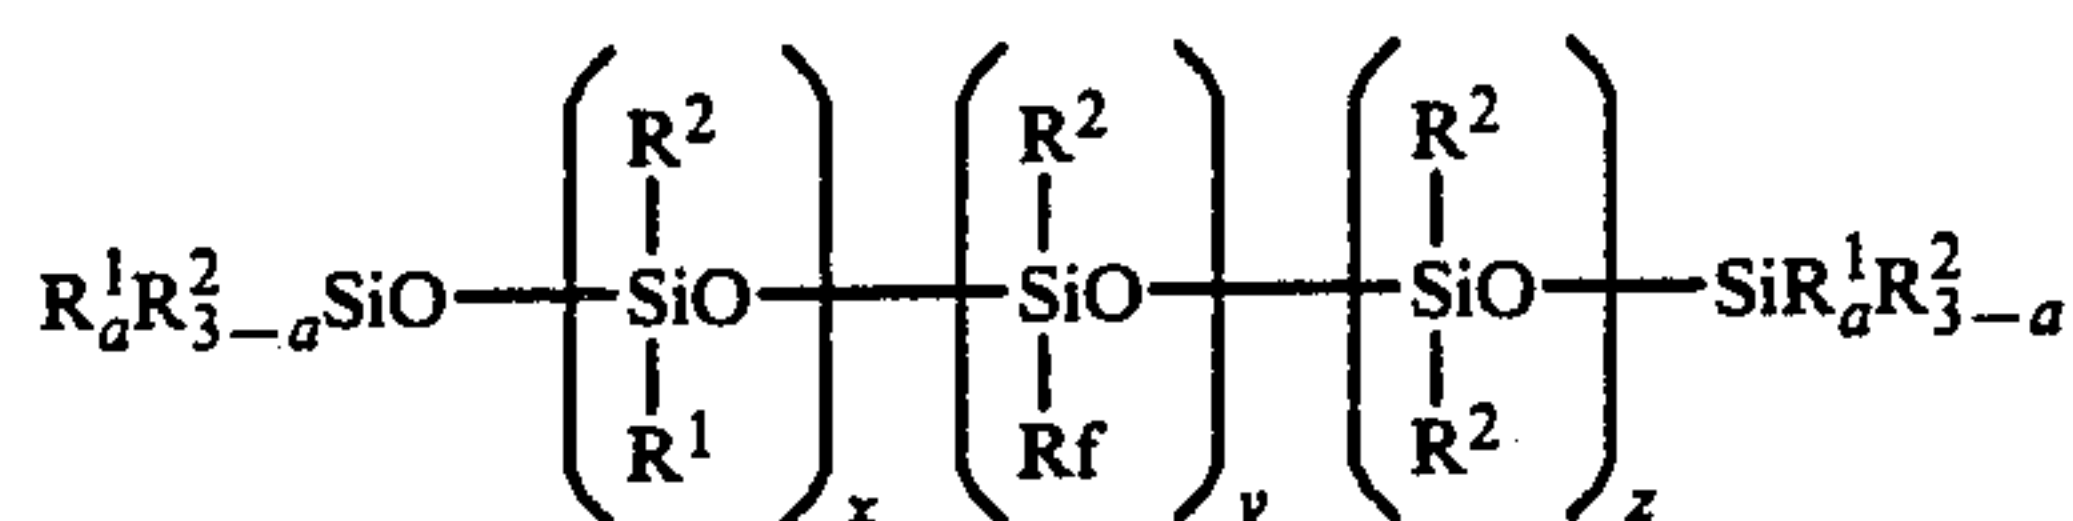 R² R² R²
R¹ₐR²₃₋ₐSiO—(SiO)—(SiO)—(SiO)—SiR¹ₐR²₃₋ₐ
R¹ Rf R²
x y z